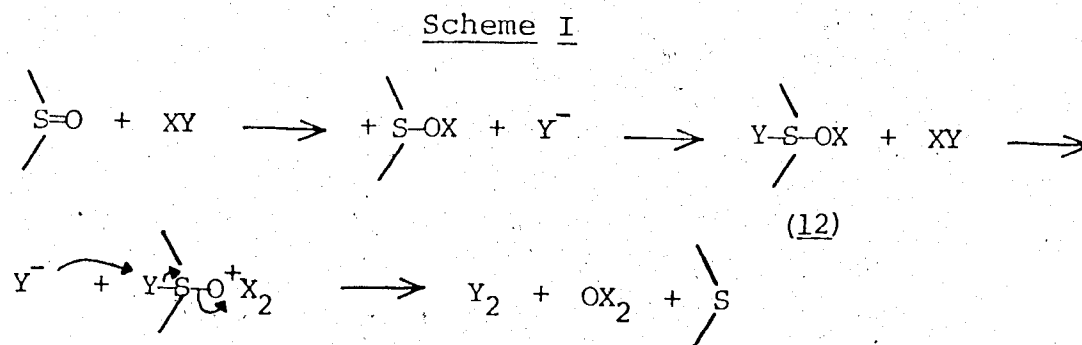 Scheme I
S=O + XY ⟶ + S—OX + Y⁻ ⟶ Y—S—OX + XY ⟶
(12)
Y⁻ + Y—S—O⁺X₂ ⟶ Y₂ + OX₂ + S